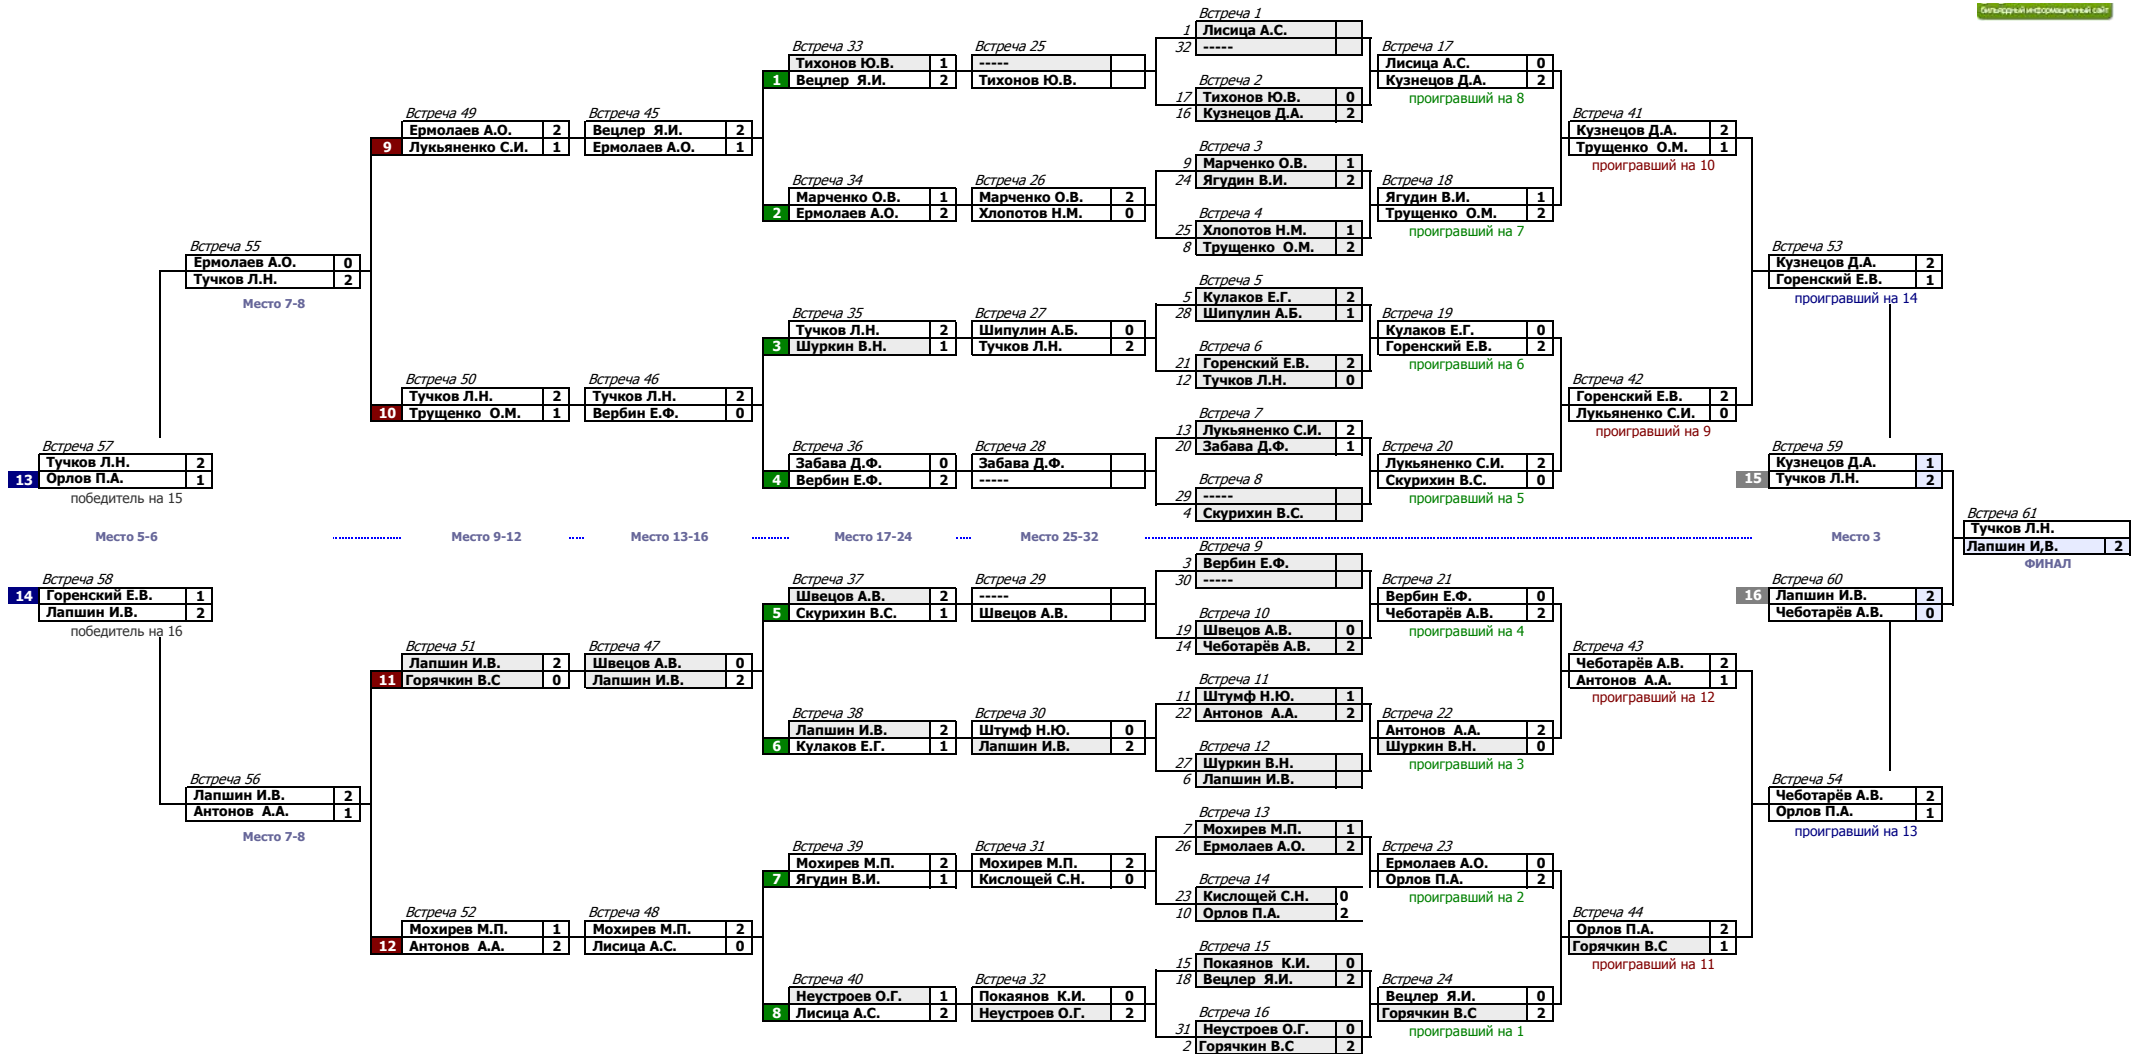 бильярдный информационный сайт
Встреча 55
Ермолаев А.О. 0
Тучков Л.Н. 2
Место 7-8
Встреча 57
Тучков Л.Н. 2
13 Орлов П.А. 1
победитель на 15
Место 5-6
Встреча 58
14 Горенский Е.В. 1
Лапшин И.В. 2
победитель на 16
Встреча 56
Лапшин И.В. 2
Антонов А.А. 1
Место 7-8
Встреча 49
Ермолаев А.О. 2
9 Лукьяненко С.И. 1
Встреча 50
Тучков Л.Н. 2
10 Трущенко О.М. 1
Место 9-12
Встреча 51
Лапшин И.В. 2
11 Горячкин В.С 0
Встреча 52
Мохирев М.П. 1
12 Антонов А.А. 2
Встреча 45
Вецлер Я.И. 2
Ермолаев А.О. 1
Встреча 46
Тучков Л.Н. 2
Вербин Е.Ф. 0
Место 13-16
Встреча 47
Швецов А.В. 0
Лапшин И.В. 2
Встреча 48
Мохирев М.П. 2
Лисица А.С. 0
Встреча 33
Тихонов Ю.В. 1
1 Вецлер Я.И. 2
Встреча 34
Марченко О.В. 1
2 Ермолаев А.О. 2
Встреча 35
Тучков Л.Н. 2
3 Шуркин В.Н. 1
Встреча 36
Забава Д.Ф. 0
4 Вербин Е.Ф. 2
Место 17-24
Встреча 37
Швецов А.В. 2
5 Скурихин В.С. 1
Встреча 38
Лапшин И.В. 2
6 Кулаков Е.Г. 1
Встреча 39
Мохирев М.П. 2
7 Ягудин В.И. 1
Встреча 40
Неустроев О.Г. 1
8 Лисица А.С. 2
Встреча 25
-----
Тихонов Ю.В.
Встреча 26
Марченко О.В. 2
Хлопотов Н.М. 0
Встреча 27
Шипулин А.Б. 0
Тучков Л.Н. 2
Встреча 28
Забава Д.Ф.
-----
Место 25-32
Встреча 29
-----
Швецов А.В.
Встреча 30
Штумф Н.Ю. 0
Лапшин И.В. 2
Встреча 31
Мохирев М.П. 2
Кислощей С.Н. 0
Встреча 32
Покаянов К.И. 0
Неустроев О.Г. 2
Встреча 1
1 Лисица А.С.
32 -----
Встреча 2
17 Тихонов Ю.В. 0
16 Кузнецов Д.А. 2
Встреча 3
9 Марченко О.В. 1
24 Ягудин В.И. 2
Встреча 4
25 Хлопотов Н.М. 1
8 Трущенко О.М. 2
Встреча 5
5 Кулаков Е.Г. 2
28 Шипулин А.Б. 1
Встреча 6
21 Горенский Е.В. 2
12 Тучков Л.Н. 0
Встреча 7
13 Лукьяненко С.И. 2
20 Забава Д.Ф. 1
Встреча 8
29 -----
4 Скурихин В.С.
Встреча 9
3 Вербин Е.Ф.
30 -----
Встреча 10
19 Швецов А.В. 0
14 Чеботарёв А.В. 2
Встреча 11
11 Штумф Н.Ю. 1
22 Антонов А.А. 2
Встреча 12
27 Шуркин В.Н.
6 Лапшин И.В.
Встреча 13
7 Мохирев М.П. 1
26 Ермолаев А.О. 2
Встреча 14
23 Кислощей С.Н. 0
10 Орлов П.А. 2
Встреча 15
15 Покаянов К.И. 0
18 Вецлер Я.И. 2
Встреча 16
31 Неустроев О.Г. 0
2 Горячкин В.С 2
Встреча 17
Лисица А.С. 0
Кузнецов Д.А. 2
проигравший на 8
Встреча 18
Ягудин В.И. 1
Трущенко О.М. 2
проигравший на 7
Встреча 19
Кулаков Е.Г. 0
Горенский Е.В. 2
проигравший на 6
Встреча 20
Лукьяненко С.И. 2
Скурихин В.С. 0
проигравший на 5
Встреча 21
Вербин Е.Ф. 0
Чеботарёв А.В. 2
проигравший на 4
Встреча 22
Антонов А.А. 2
Шуркин В.Н. 0
проигравший на 3
Встреча 23
Ермолаев А.О. 0
Орлов П.А. 2
проигравший на 2
Встреча 24
Вецлер Я.И. 0
Горячкин В.С 2
проигравший на 1
Встреча 41
Кузнецов Д.А. 2
Трущенко О.М. 1
проигравший на 10
Встреча 42
Горенский Е.В. 2
Лукьяненко С.И. 0
проигравший на 9
Встреча 43
Чеботарёв А.В. 2
Антонов А.А. 1
проигравший на 12
Встреча 44
Орлов П.А. 2
Горячкин В.С 1
проигравший на 11
Встреча 53
Кузнецов Д.А. 2
Горенский Е.В. 1
проигравший на 14
Встреча 59
Кузнецов Д.А. 1
15 Тучков Л.Н. 2
Место 3
Встреча 60
16 Лапшин И.В. 2
Чеботарёв А.В. 0
Встреча 54
Чеботарёв А.В. 2
Орлов П.А. 1
проигравший на 13
Встреча 61
Тучков Л.Н.
Лапшин И,В. 2
ФИНАЛ